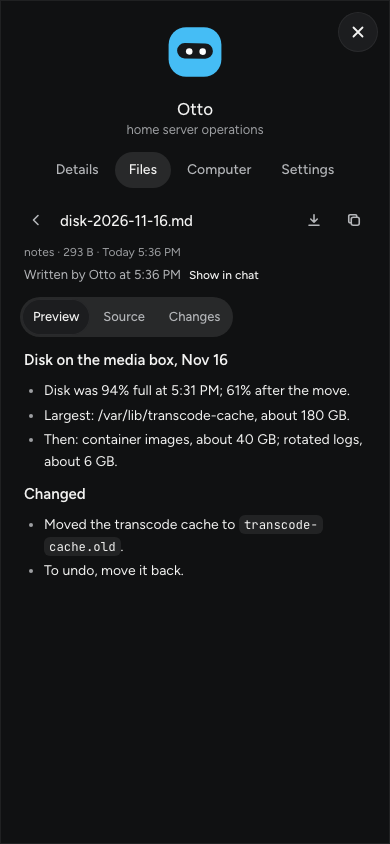 Otto
home server operations
Details Files Computer Settings
disk-2026-11-16.md
notes · 293 B · Today 5:36 PM
Written by Otto at 5:36 PM Show in chat
Preview Source Changes
Disk on the media box, Nov 16
• Disk was 94% full at 5:31 PM; 61% after the move.
• Largest: /var/lib/transcode-cache, about 180 GB.
• Then: container images, about 40 GB; rotated logs,
about 6 GB.
Changed
• Moved the transcode cache to transcode-
cache.old.
• To undo, move it back.